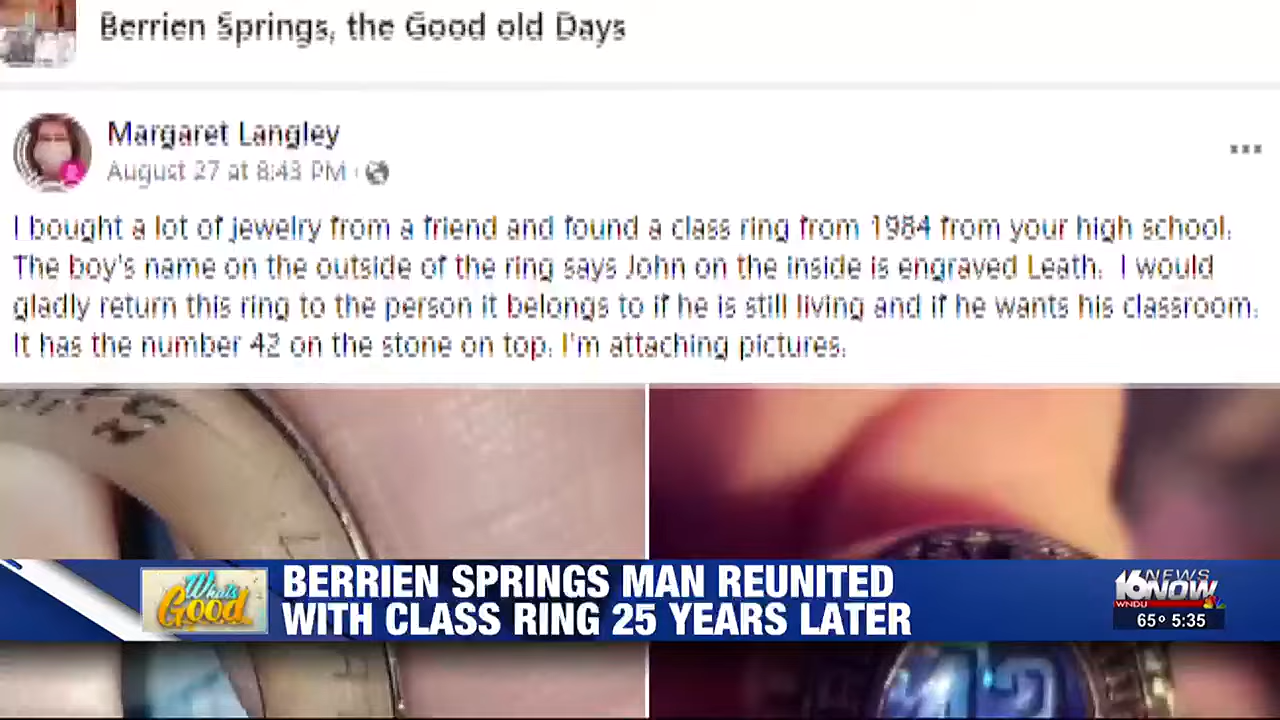 Berrien Springs, the Good old Days
Margaret Langley
August 27 at 8:43 PM
I bought a lot of jewelry from a friend and found a class ring from 1984 from your high school.
The boy's name on the outside of the ring says John on the inside is engraved Leath. I would
gladly return this ring to the person it belongs to if he is still living and if he wants his classroom.
It has the number 42 on the stone on top. I'm attaching pictures.
What's
Good
BERRIEN SPRINGS MAN REUNITED
WITH CLASS RING 25 YEARS LATER
16 NEWS
NOW
WNDU
65° 5:35
42